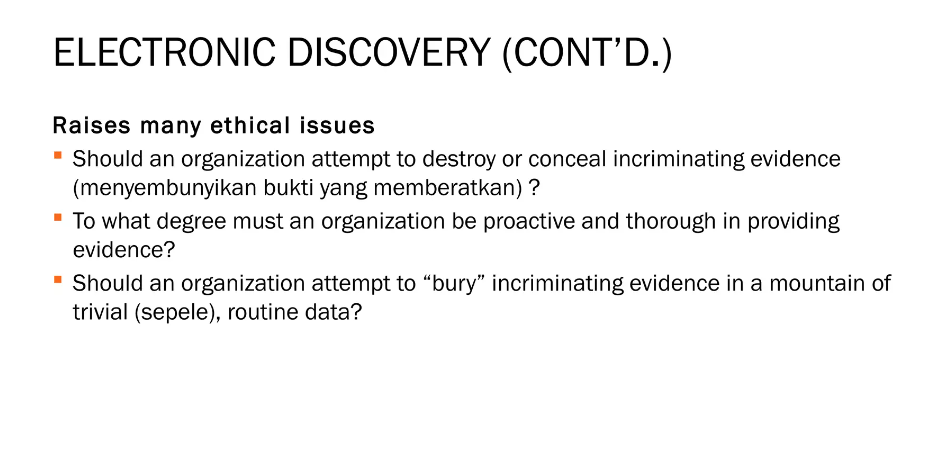 ELECTRONIC DISCOVERY (CONT’D.)
Raises many ethical issues
▪ Should an organization attempt to destroy or conceal incriminating evidence
(menyembunyikan bukti yang memberatkan) ?
▪ To what degree must an organization be proactive and thorough in providing
evidence?
▪ Should an organization attempt to “bury” incriminating evidence in a mountain of
trivial (sepele), routine data?